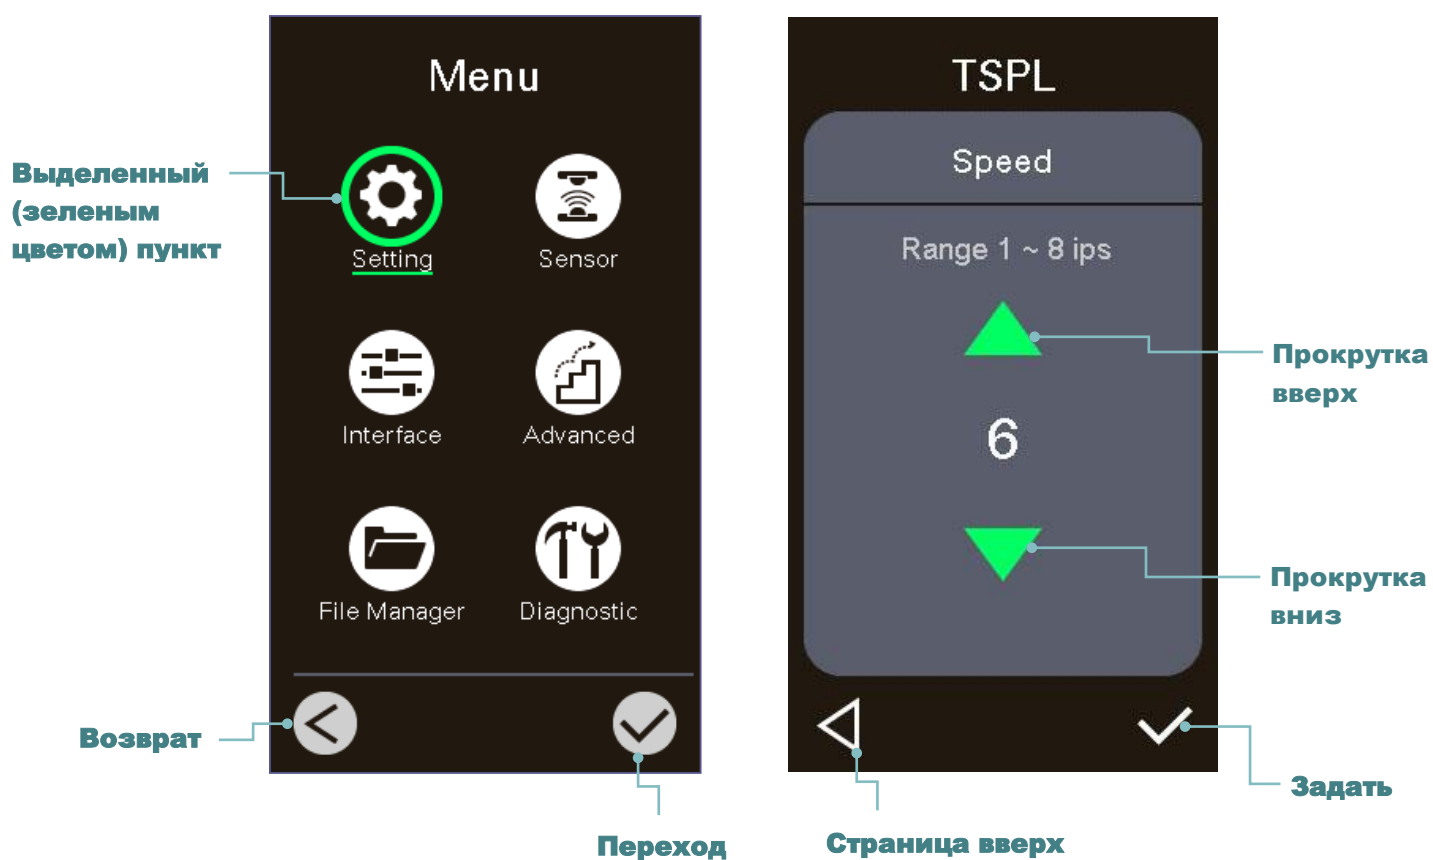 Menu
Выделенный
(зеленым
цветом) пункт
Setting
Sensor
Interface
Advanced
File Manager
Diagnostic
Возврат
Переход
TSPL
Speed
Range 1 ~ 8 ips
Прокрутка
вверх
6
Прокрутка
вниз
Задать
Страница вверх